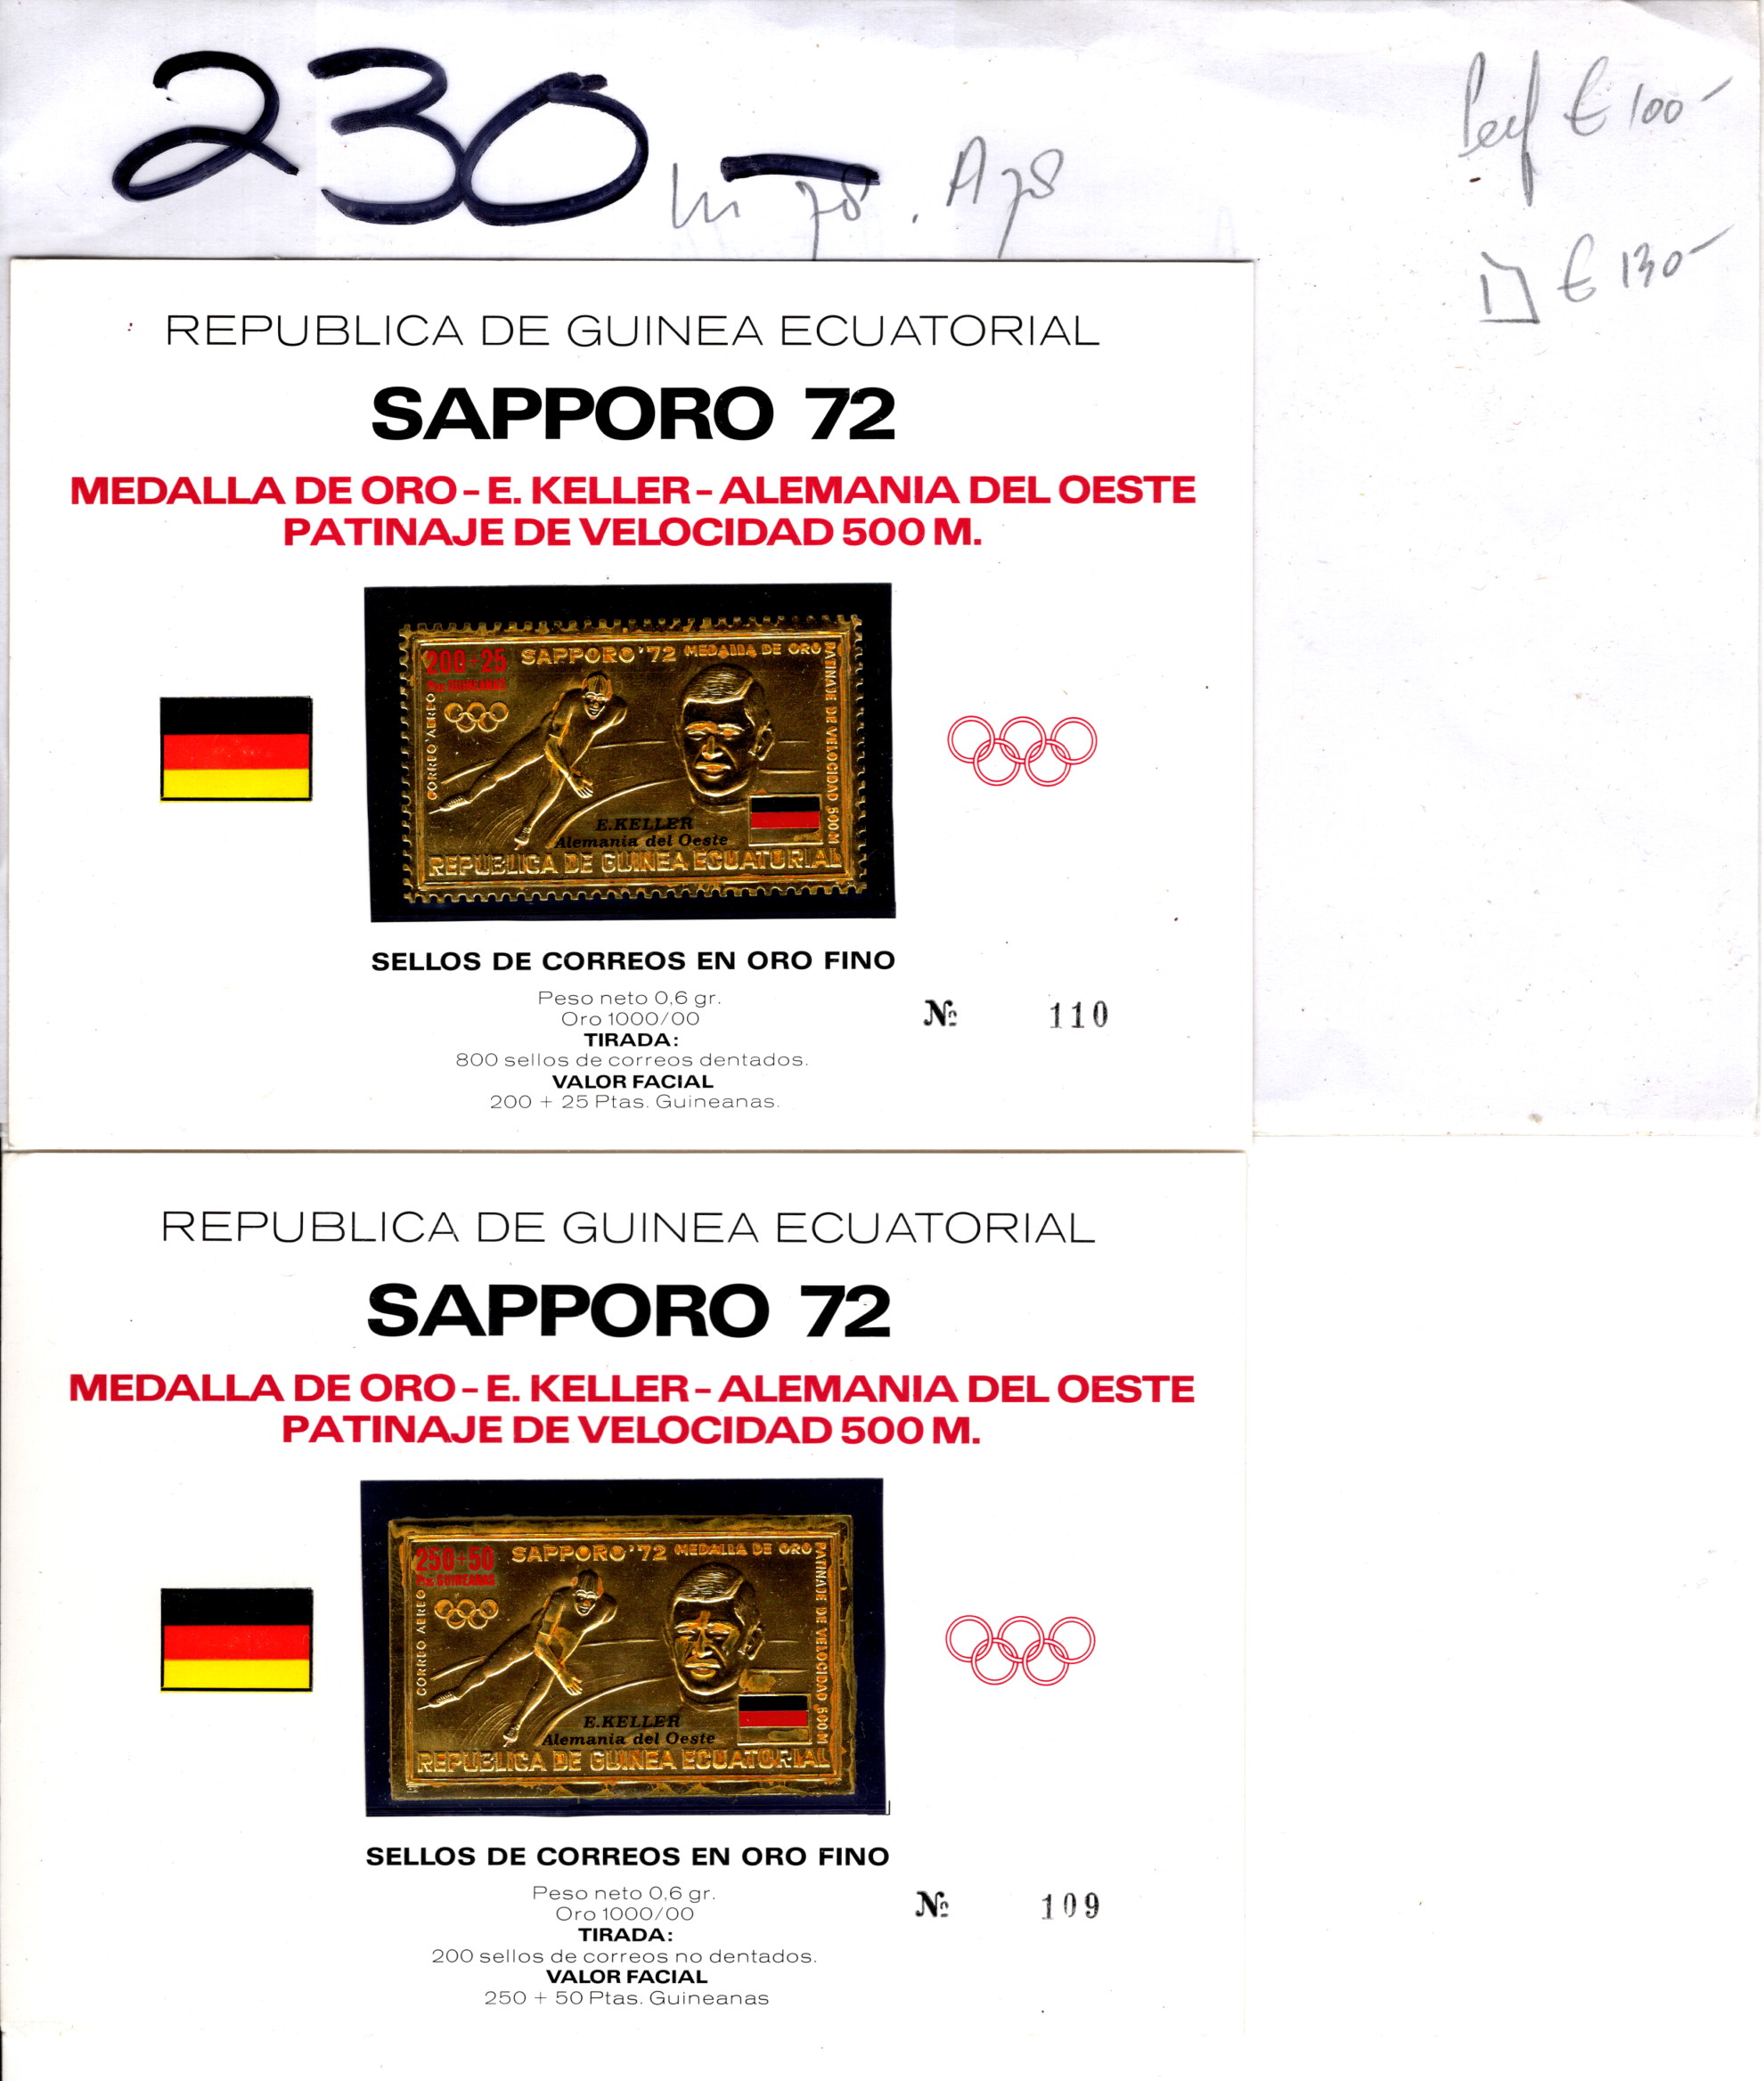 230 -
Perf € 100 -
€ 130 -
REPUBLICA DE GUINEA ECUATORIAL
SAPPORO 72
MEDALLA DE ORO - E. KELLER - ALEMANIA DEL OESTE
PATINAJE DE VELOCIDAD 500 M.
200+25 SAPPORO '72 MEDALLA DE ORO
Ptas. GUINEANAS
PATINAJE DE VELOCIDAD 500M
CORREO AEREO
E.KELLER
Alemania del Oeste
REPUBLICA DE GUINEA ECUATORIAL
SELLOS DE CORREOS EN ORO FINO
Peso neto 0,6 gr.
Oro 1000/00
№ 110
TIRADA:
800 sellos de correos dentados.
VALOR FACIAL
200 + 25 Ptas. Guineanas.
REPUBLICA DE GUINEA ECUATORIAL
SAPPORO 72
MEDALLA DE ORO - E. KELLER - ALEMANIA DEL OESTE
PATINAJE DE VELOCIDAD 500 M.
250+50 SAPPORO '72 MEDALLA DE ORO
Ptas. GUINEANAS
PATINAJE DE VELOCIDAD 500M
CORREO AEREO
E.KELLER
Alemania del Oeste
REPUBLICA DE GUINEA ECUATORIAL
SELLOS DE CORREOS EN ORO FINO
Peso neto 0,6 gr.
Oro 1000/00
№ 109
TIRADA:
200 sellos de correos no dentados.
VALOR FACIAL
250 + 50 Ptas. Guineanas